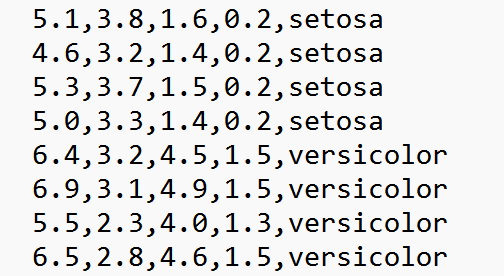 5.1,3.8,1.6,0.2,setosa
4.6,3.2,1.4,0.2,setosa
5.3,3.7,1.5,0.2,setosa
5.0,3.3,1.4,0.2,setosa
6.4,3.2,4.5,1.5,versicolor
6.9,3.1,4.9,1.5,versicolor
5.5,2.3,4.0,1.3,versicolor
6.5,2.8,4.6,1.5,versicolor